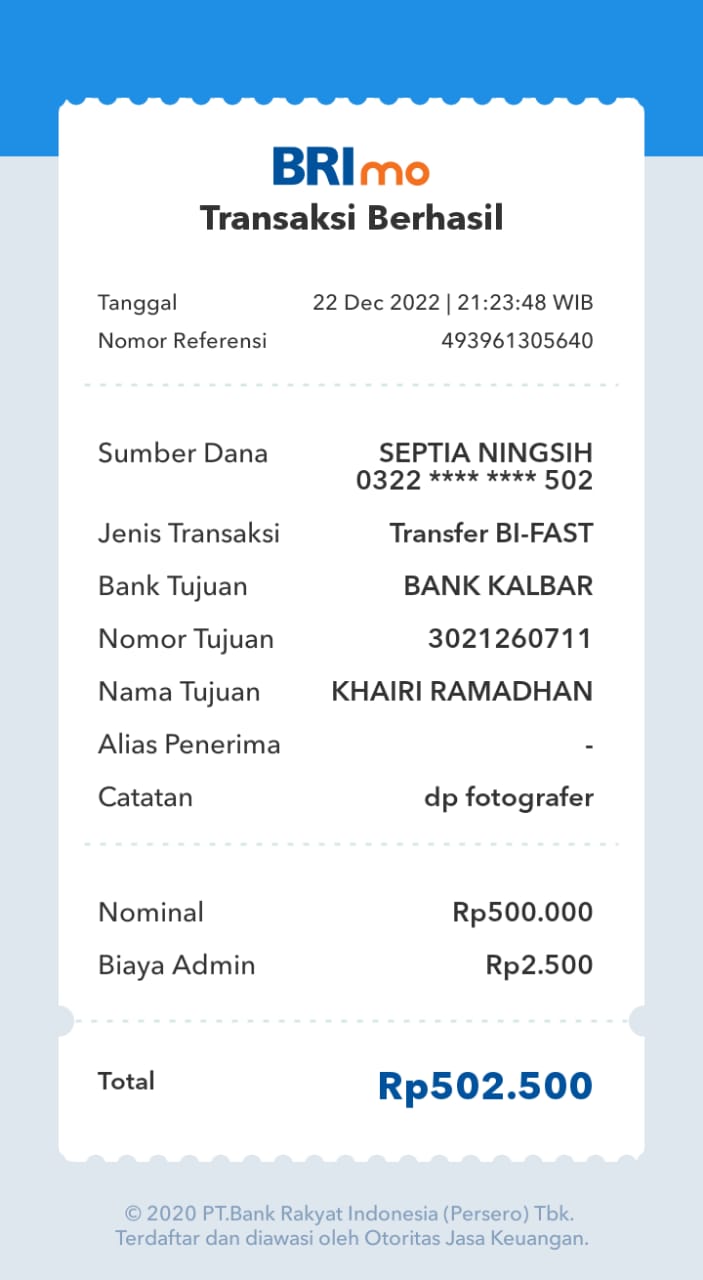 BRImo
Transaksi Berhasil
Tanggal 22 Dec 2022 | 21:23:48 WIB
Nomor Referensi 493961305640
Sumber Dana SEPTIA NINGSIH
0322 **** **** 502
Jenis Transaksi Transfer BI-FAST
Bank Tujuan BANK KALBAR
Nomor Tujuan 3021260711
Nama Tujuan KHAIRI RAMADHAN
Alias Penerima -
Catatan dp fotografer
Nominal Rp500.000
Biaya Admin Rp2.500
Total Rp502.500
© 2020 PT.Bank Rakyat Indonesia (Persero) Tbk.
Terdaftar dan diawasi oleh Otoritas Jasa Keuangan.